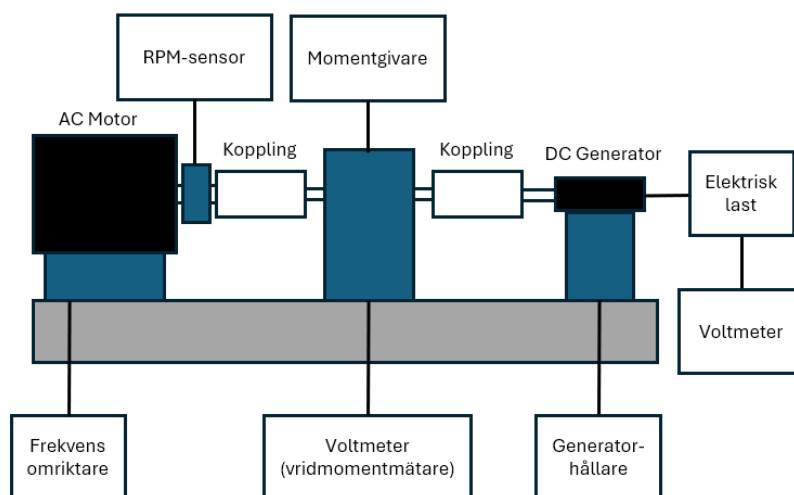 RPM-sensor
Momentgivare
AC Motor
Koppling
Koppling
DC Generator
Elektrisk
last
Voltmeter
Frekvens
omriktare
Voltmeter
(vridmomentmätare)
Generator-
hållare